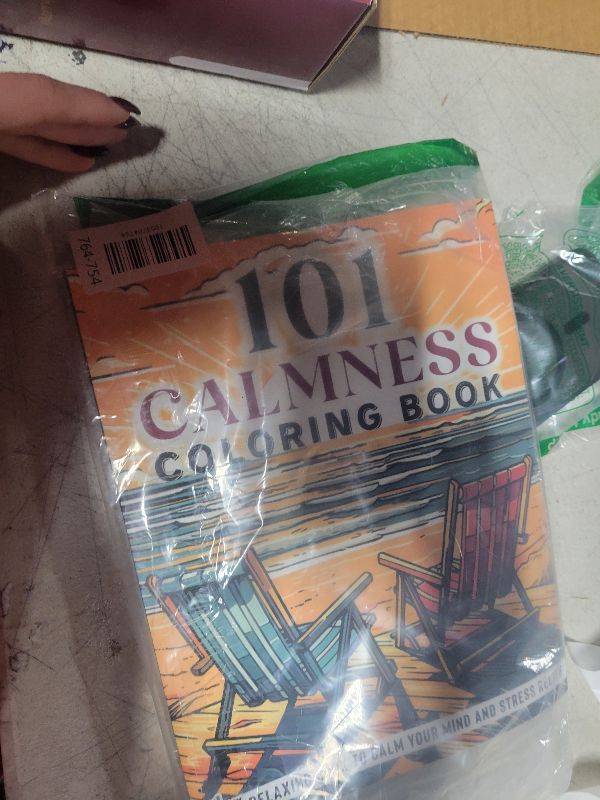 764-754
101
CALMNESS
COLORING BOOK
RELAXING TO CALM YOUR MIND AND STRESS